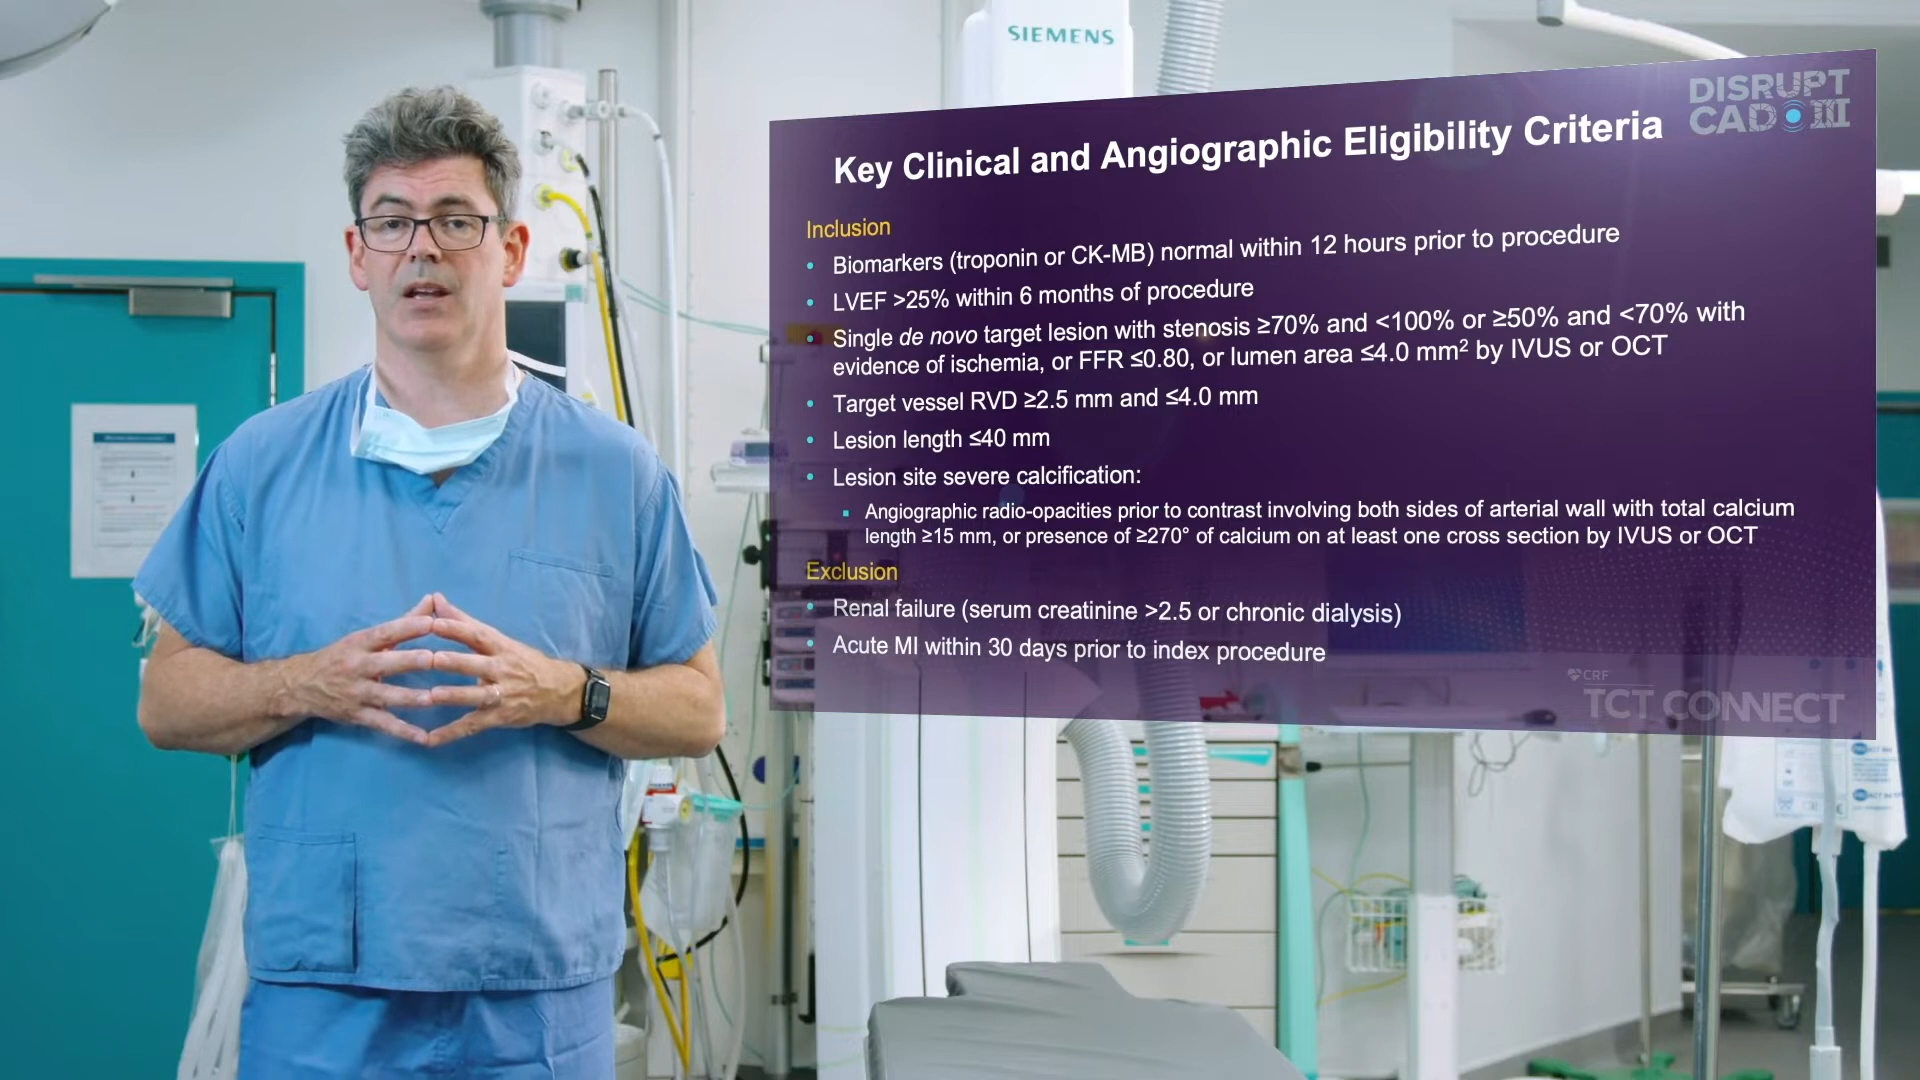 SIEMENS
DISRUPT
CAD III
Key Clinical and Angiographic Eligibility Criteria
Inclusion
• Biomarkers (troponin or CK-MB) normal within 12 hours prior to procedure
• LVEF >25% within 6 months of procedure
• Single de novo target lesion with stenosis ≥70% and <100% or ≥50% and <70% with
evidence of ischemia, or FFR ≤0.80, or lumen area ≤4.0 mm² by IVUS or OCT
• Target vessel RVD ≥2.5 mm and ≤4.0 mm
• Lesion length ≤40 mm
• Lesion site severe calcification:
▪ Angiographic radio-opacities prior to contrast involving both sides of arterial wall with total calcium
length ≥15 mm, or presence of ≥270° of calcium on at least one cross section by IVUS or OCT
Exclusion
• Renal failure (serum creatinine >2.5 or chronic dialysis)
• Acute MI within 30 days prior to index procedure
CRF
TCT CONNECT